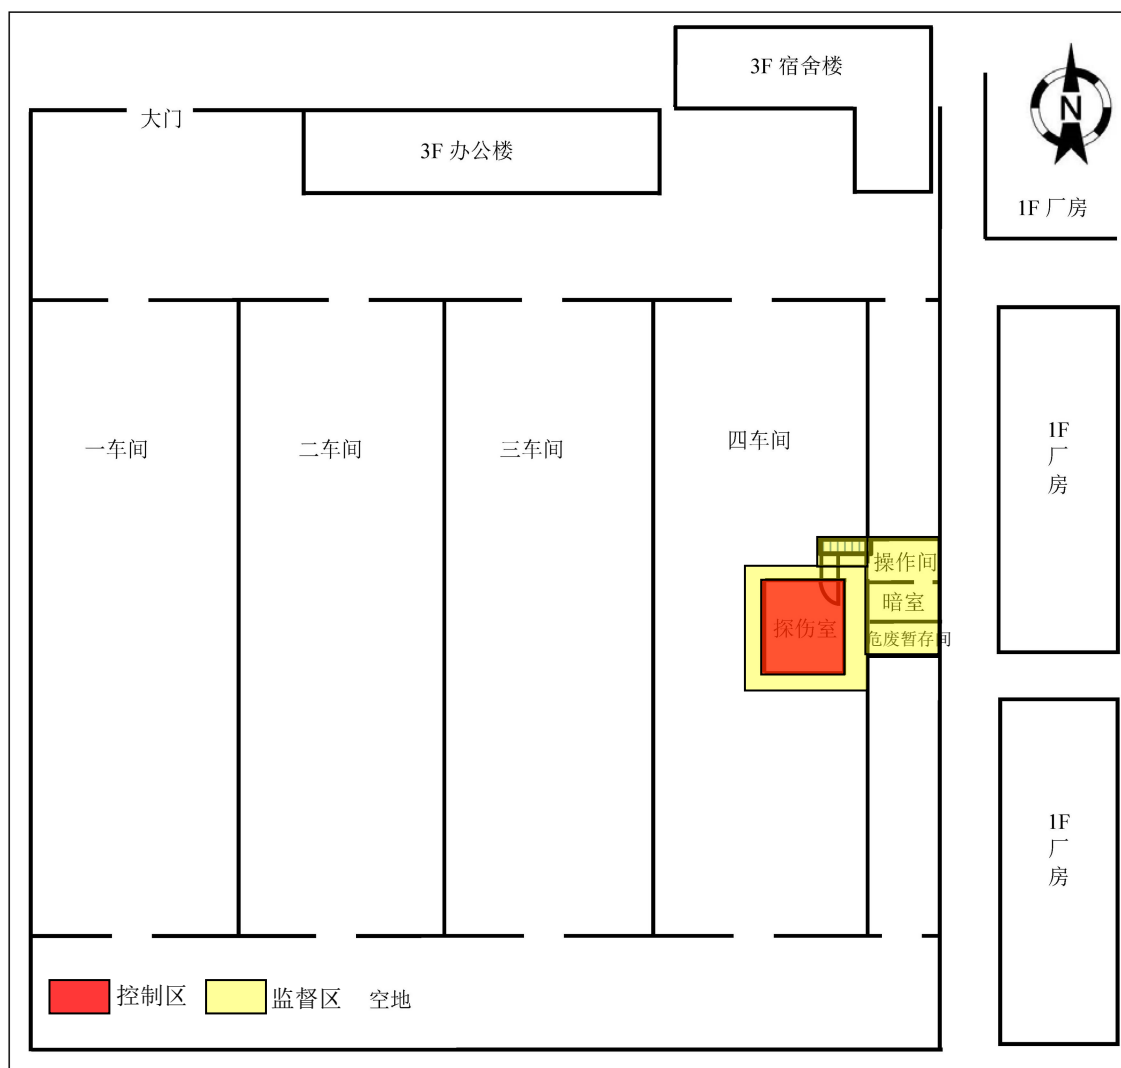 3F 宿舍楼
大门
3F 办公楼
N
1F 厂房
一车间
二车间
三车间
四车间
1F
厂
房
操作间
暗室
探伤室
危废暂存间
1F
厂
房
控制区
监督区
空地